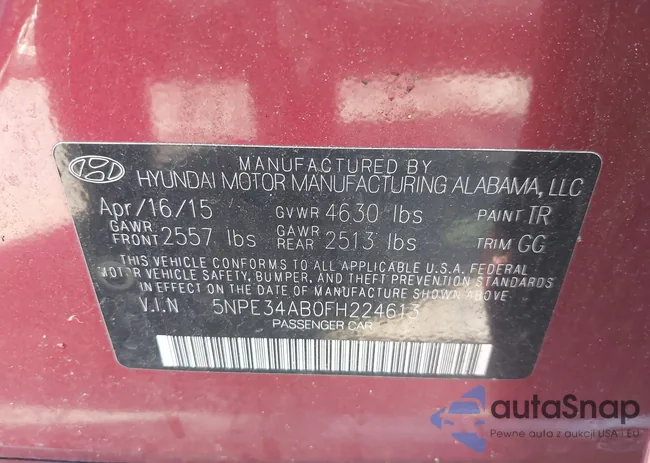 MANUFACTURED BY
HYUNDAI MOTOR MANUFACTURING ALABAMA, LLC
Apr/16/15 GVWR 4630 lbs PAINT TR
GAWR FRONT 2557 lbs GAWR REAR 2513 lbs TRIM GG
THIS VEHICLE CONFORMS TO ALL APPLICABLE U.S.A. FEDERAL
MOTOR VEHICLE SAFETY, BUMPER, AND THEFT PREVENTION STANDARDS
IN EFFECT ON THE DATE OF MANUFACTURE SHOWN ABOVE.
V.I.N 5NPE34AB0FH224613
PASSENGER CAR
autaSnap
Pewne auta z aukcji USA i EU